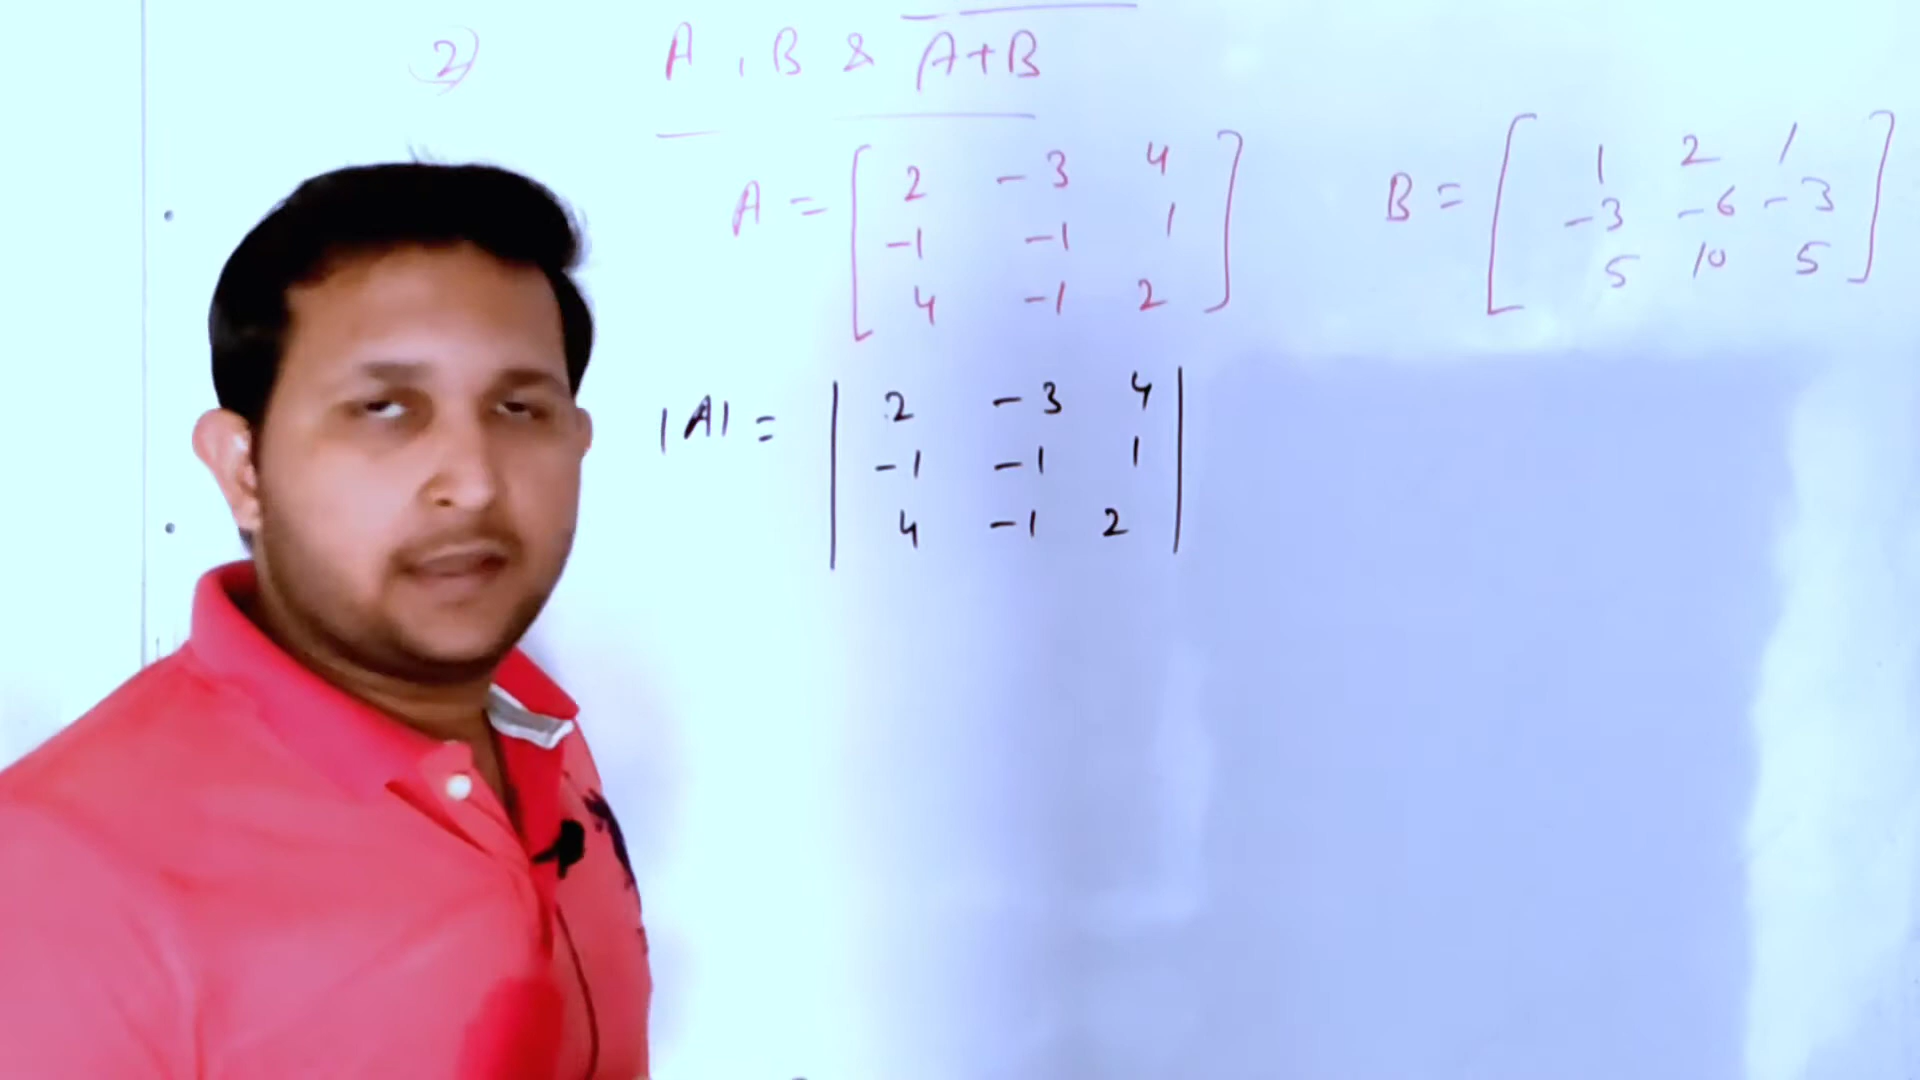 2 A, B & A+B
A = [ 2 -3 4
-1 -1 1
4 -1 2 ]
B = [ 1 2 1
-3 -6 -3
5 10 5 ]
|A| = | 2 -3 4
-1 -1 1
4 -1 2 |